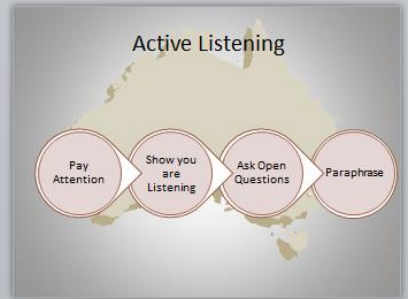 Active Listening
Pay
Attention
Show you
are
Listening
Ask Open
Questions
Paraphrase